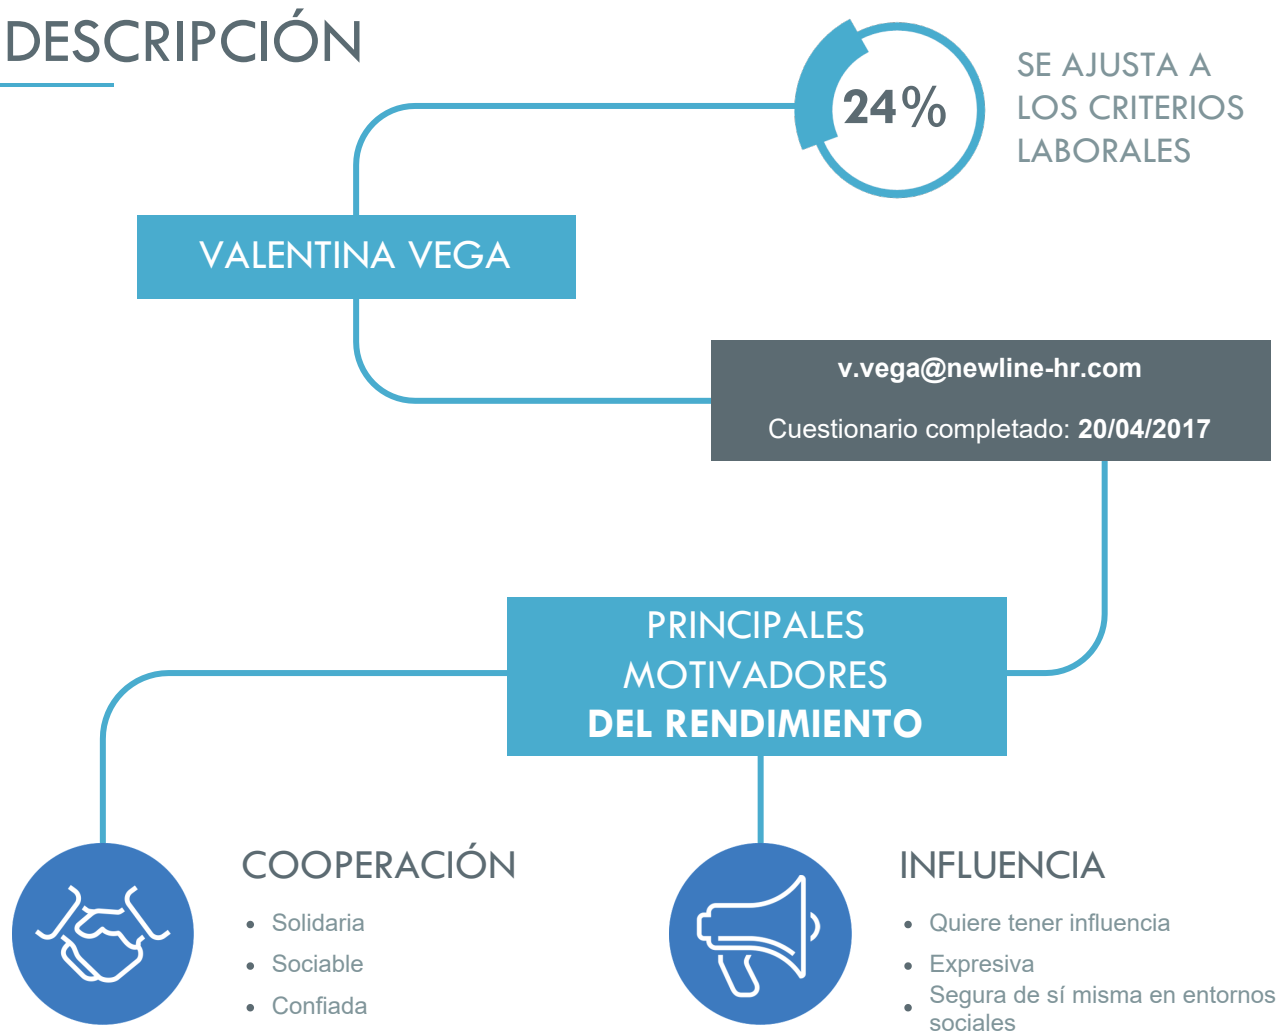 DESCRIPCIÓN
24%
SE AJUSTA A
LOS CRITERIOS
LABORALES
VALENTINA VEGA
v.vega@newline-hr.com
Cuestionario completado: 20/04/2017
PRINCIPALES
MOTIVADORES
DEL RENDIMIENTO
COOPERACIÓN
• Solidaria
• Sociable
• Confiada
INFLUENCIA
• Quiere tener influencia
• Expresiva
• Segura de sí misma en entornos
sociales